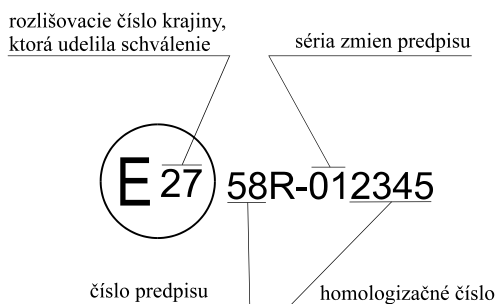 rozlišovacie číslo krajiny,
ktorá udelila schválenie
séria zmien predpisu
E 27 58R-012345
číslo predpisu
homologizačné číslo